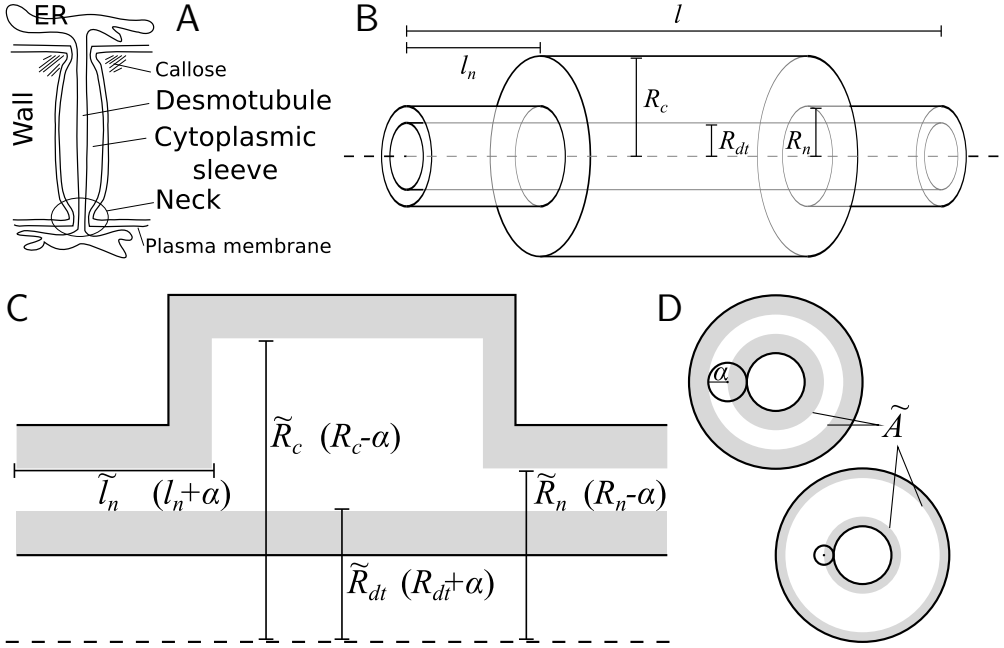 A
ER
Callose
Wall
Desmotubule
Cytoplasmic
sleeve
Neck
Plasma membrane
B
l
l_n
R_c
R_dt
R_n
C
R̃_c (R_c-α)
l̃_n (l_n+α)
R̃_n (R_n-α)
R̃_dt (R_dt+α)
D
α
Ã